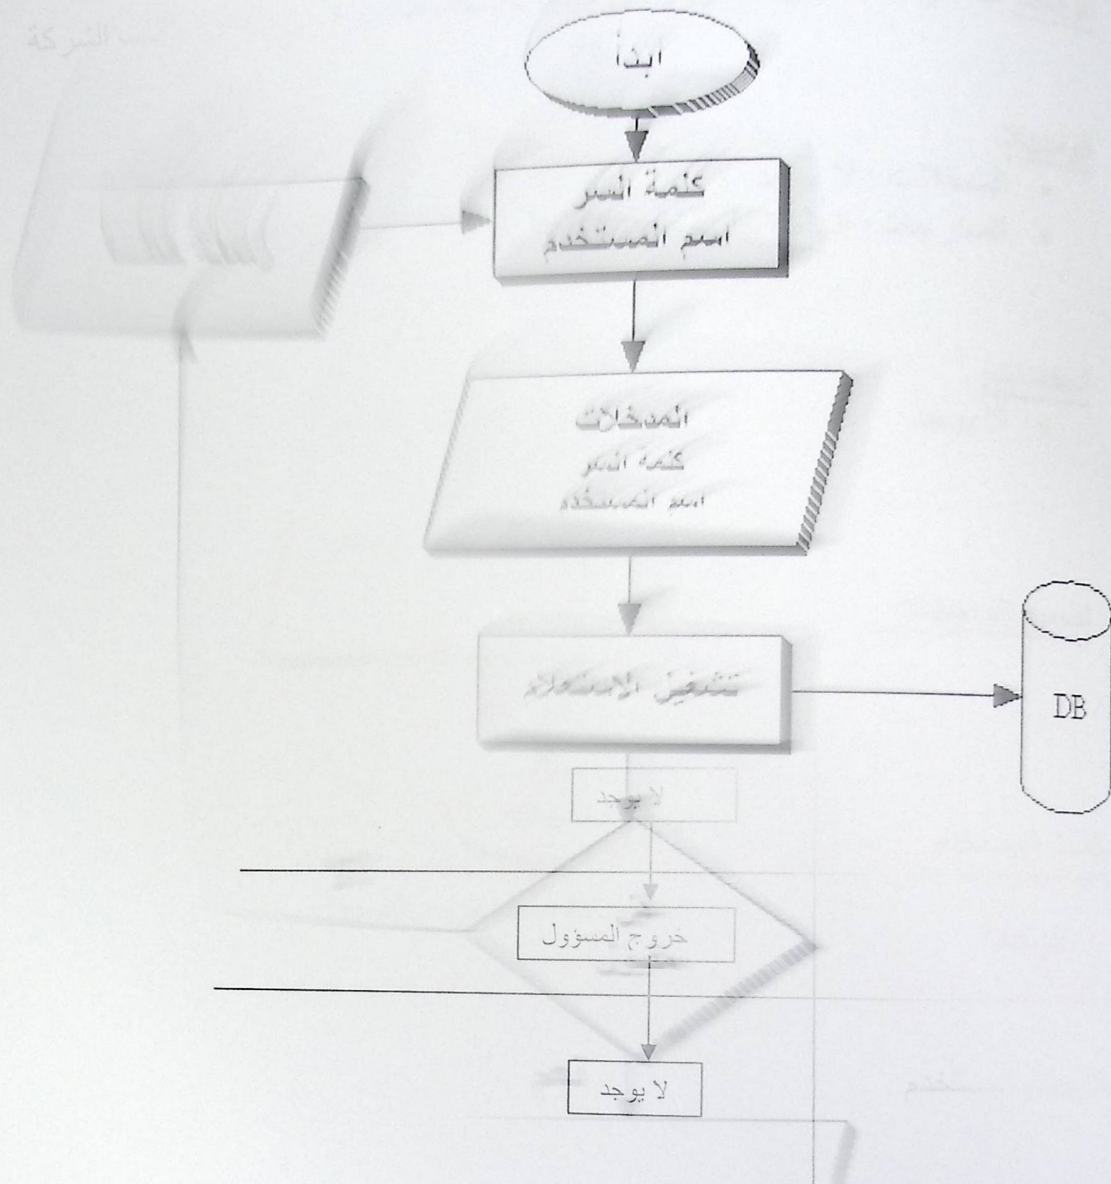 ابدأ
كلمة السر
اسم المستخدم
المدخلات
كلمة السر
اسم المستخدم
تشغيل الاستعلام
DB
لا يوجد
خروج المسؤول
لا يوجد